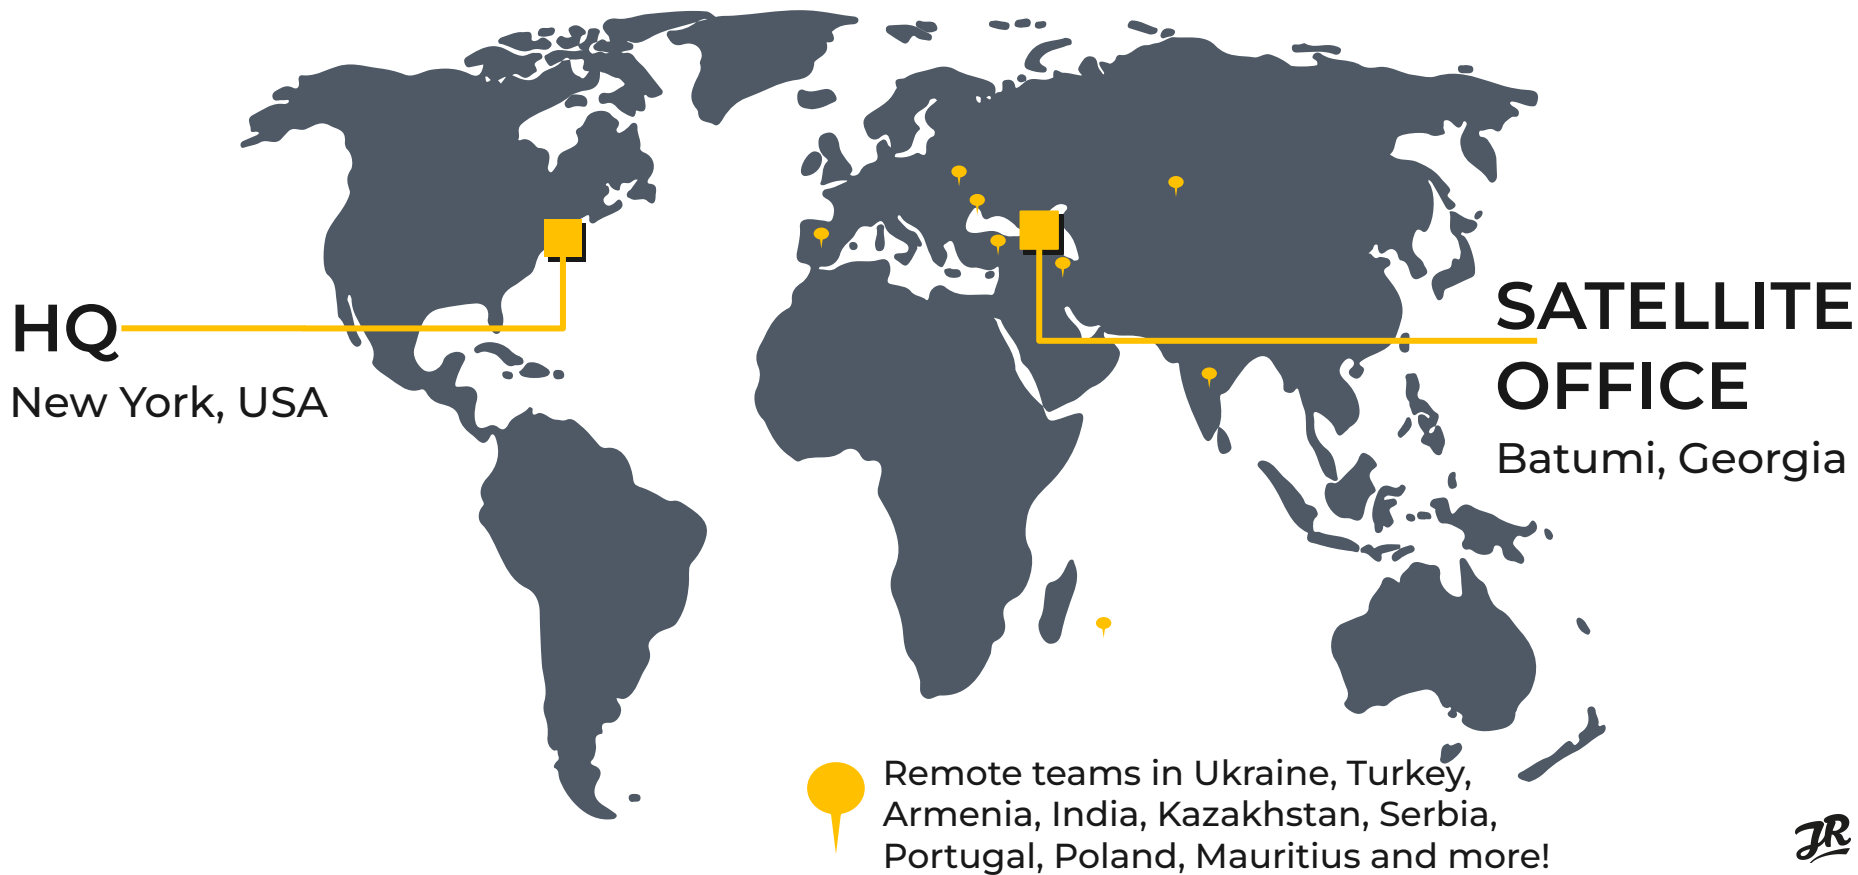 HQ
New York, USA
SATELLITE
OFFICE
Batumi, Georgia
Remote teams in Ukraine, Turkey,
Armenia, India, Kazakhstan, Serbia,
Portugal, Poland, Mauritius and more!
JR